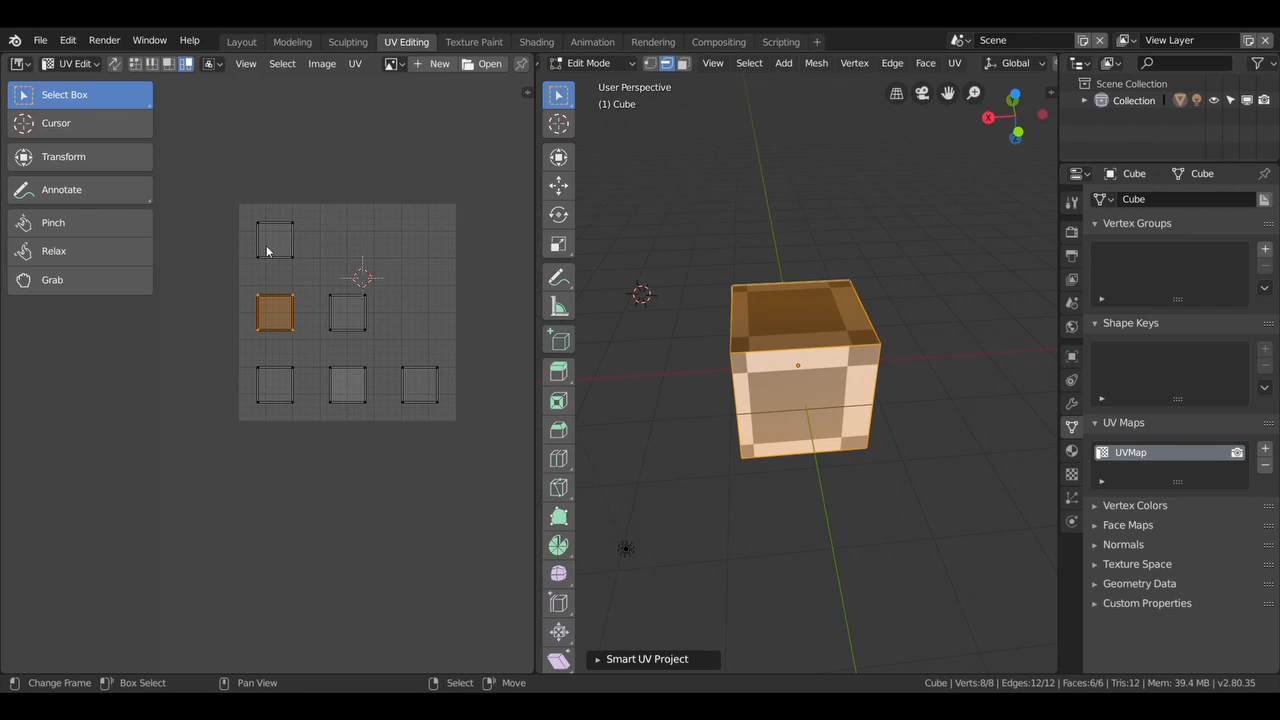 File Edit Render Window Help Layout Modeling Sculpting UV Editing Texture Paint Shading Animation Rendering Compositing Scripting + Scene View Layer
UV Edit View Select Image UV + New Open Edit Mode View Select Add Mesh Vertex Edge Face UV Global
Select Box
Cursor
Transform
Annotate
Pinch
Relax
Grab
User Perspective
(1) Cube
X
Z
Smart UV Project
Scene Collection
Collection
Cube Cube
Cube
Vertex Groups
Shape Keys
UV Maps
UVMap
Vertex Colors
Face Maps
Normals
Texture Space
Geometry Data
Custom Properties
Change Frame Box Select Pan View Select Move Cube | Verts:8/8 | Edges:12/12 | Faces:6/6 | Tris:12 | Mem: 39.4 MB | v2.80.35